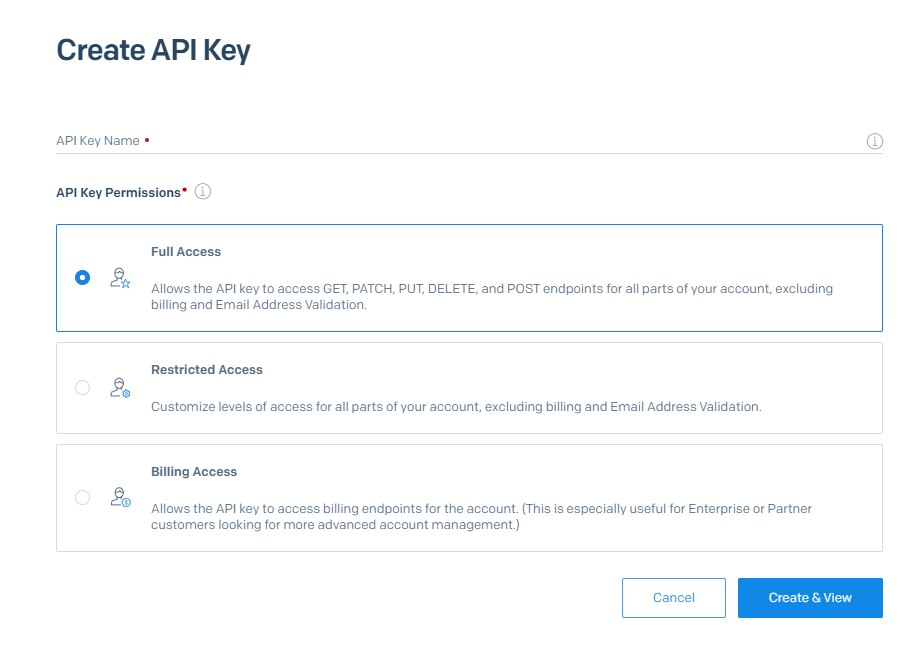 Create API Key
API Key Name •
API Key Permissions•
Full Access
Allows the API key to access GET, PATCH, PUT, DELETE, and POST endpoints for all parts of your account, excluding
billing and Email Address Validation.
Restricted Access
Customize levels of access for all parts of your account, excluding billing and Email Address Validation.
Billing Access
Allows the API key to access billing endpoints for the account. (This is especially useful for Enterprise or Partner
customers looking for more advanced account management.)
Cancel
Create & View